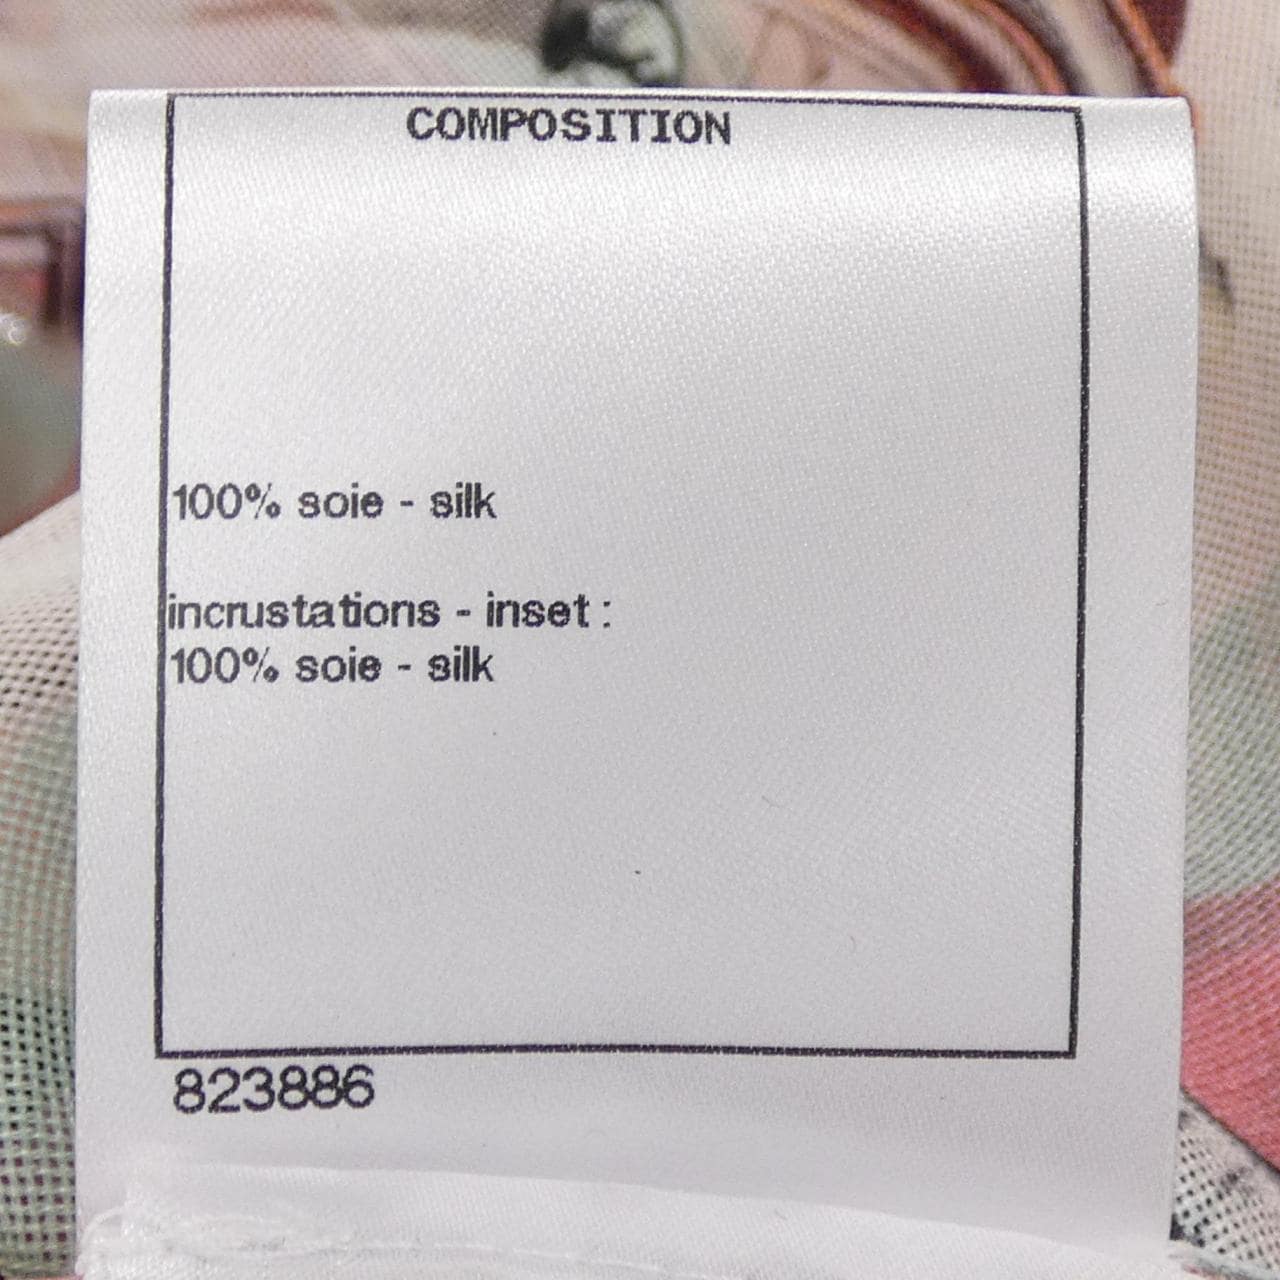 COMPOSITION
100% soie - silk
incrustations - inset :
100% soie - silk
823886